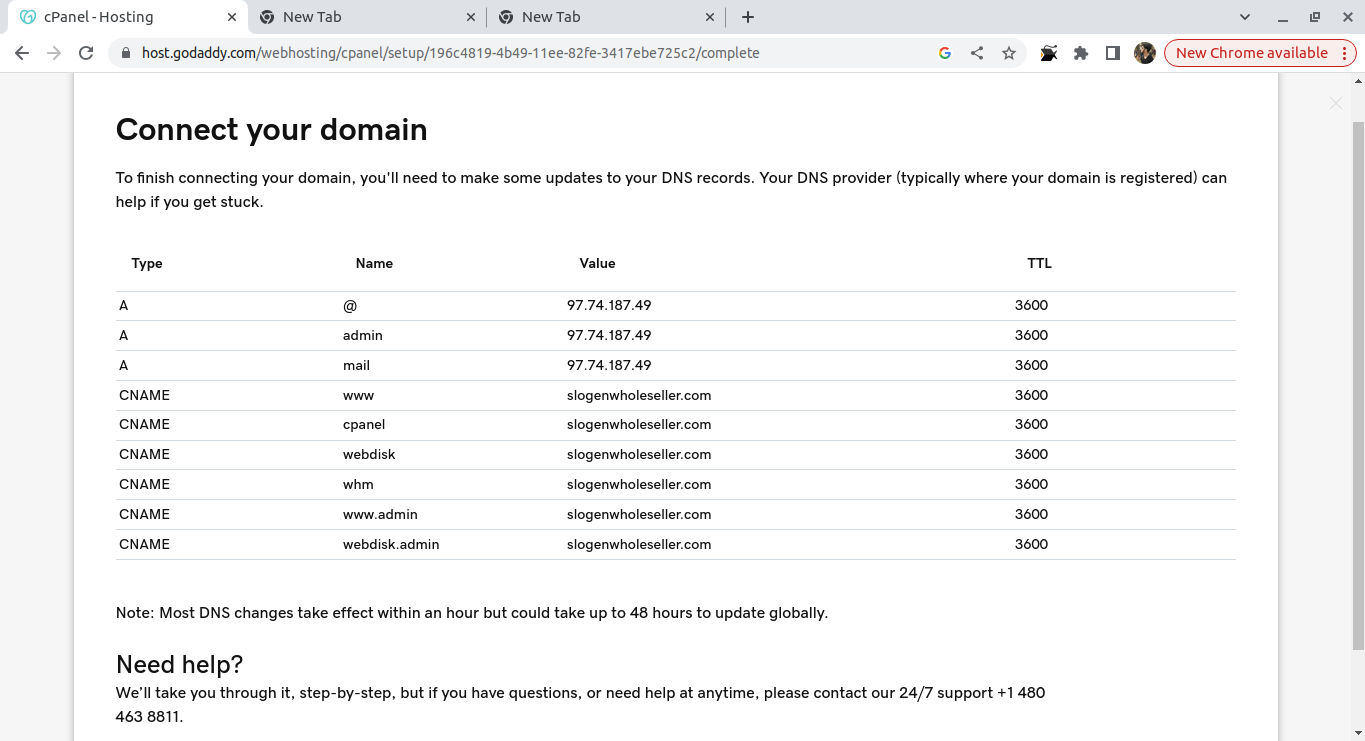 cPanel - Hosting
New Tab
New Tab
host.godaddy.com/webhosting/cpanel/setup/196c4819-4b49-11ee-82fe-3417ebe725c2/complete
New Chrome available
Connect your domain
To finish connecting your domain, you'll need to make some updates to your DNS records. Your DNS provider (typically where your domain is registered) can
help if you get stuck.
Type Name Value TTL
A @ 97.74.187.49 3600
A admin 97.74.187.49 3600
A mail 97.74.187.49 3600
CNAME www slogenwholeseller.com 3600
CNAME cpanel slogenwholeseller.com 3600
CNAME webdisk slogenwholeseller.com 3600
CNAME whm slogenwholeseller.com 3600
CNAME www.admin slogenwholeseller.com 3600
CNAME webdisk.admin slogenwholeseller.com 3600
Note: Most DNS changes take effect within an hour but could take up to 48 hours to update globally.
Need help?
We'll take you through it, step-by-step, but if you have questions, or need help at anytime, please contact our 24/7 support +1 480
463 8811.